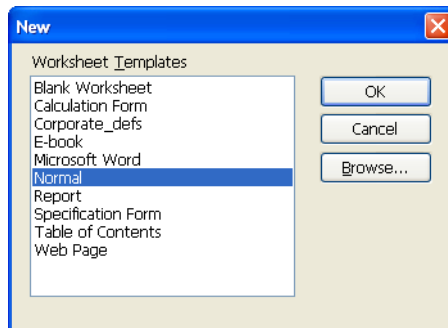 New
Worksheet Templates
Blank Worksheet
Calculation Form
Corporate_defs
E-book
Microsoft Word
Normal
Report
Specification Form
Table of Contents
Web Page
OK
Cancel
Browse...